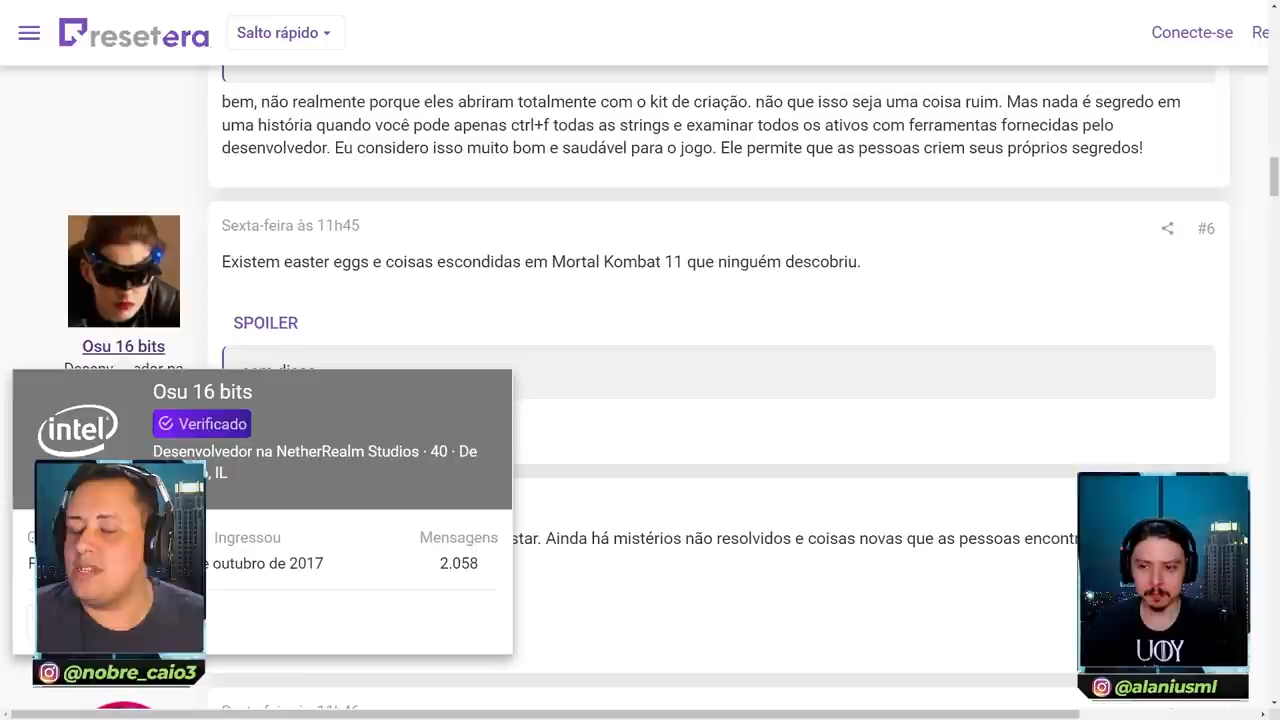 resetera
Salto rápido
Conecte-se
Re
bem, não realmente porque eles abriram totalmente com o kit de criação. não que isso seja uma coisa ruim. Mas nada é segredo em
uma história quando você pode apenas ctrl+f todas as strings e examinar todos os ativos com ferramentas fornecidas pelo
desenvolvedor. Eu considero isso muito bom e saudável para o jogo. Ele permite que as pessoas criem seus próprios segredos!
Sexta-feira às 11h45
#6
Existem easter eggs e coisas escondidas em Mortal Kombat 11 que ninguém descobriu.
SPOILER
Osu 16 bits
Osu 16 bits
intel
Verificado
Desenvolvedor na NetherRealm Studios · 40 · De
, IL
Ingressou
Mensagens
e outubro de 2017
2.058
star. Ainda há mistérios não resolvidos e coisas novas que as pessoas encontr
UOY
@nobre_caio3
@alaniusml